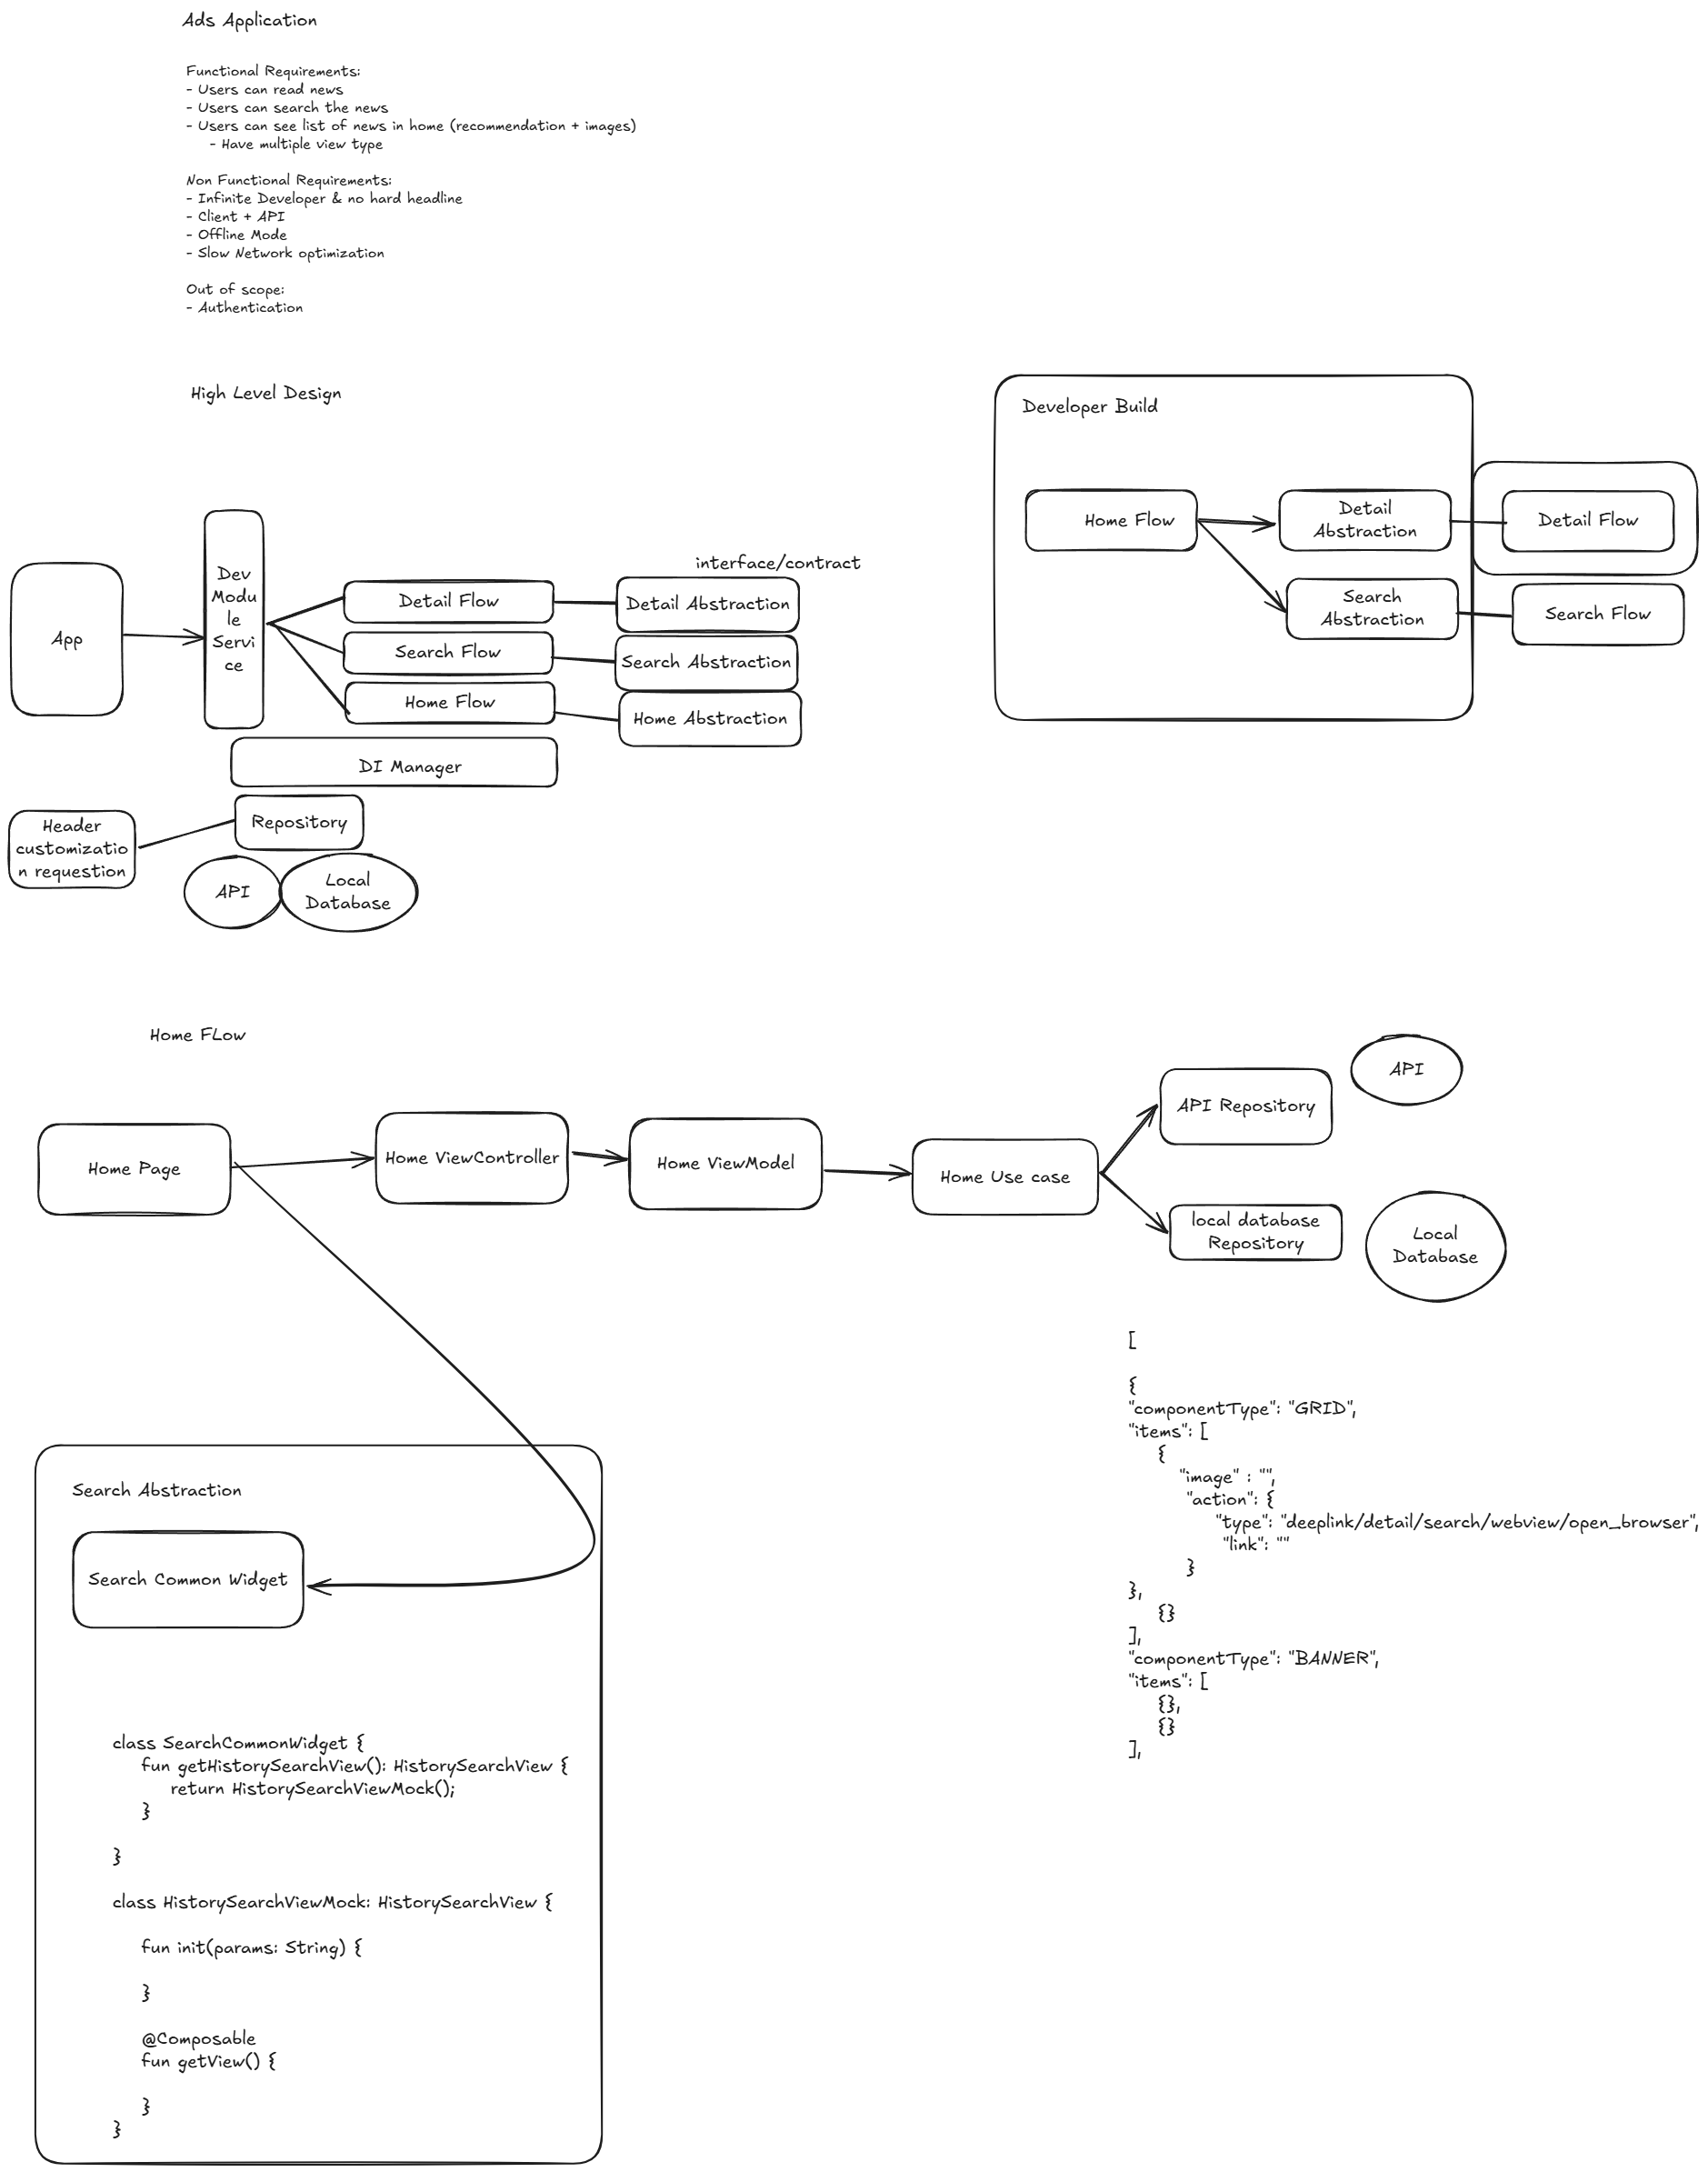 Ads Application
Functional Requirements:
- Users can read news
- Users can search the news
- Users can see list of news in home (recommendation + images)
- Have multiple view type
Non Functional Requirements:
- Infinite Developer & no hard headline
- Client + API
- Offline Mode
- Slow Network optimization
Out of scope:
- Authentication
High Level Design
App
Dev
Modu
le
Servi
ce
Detail Flow
Search Flow
Home Flow
interface/contract
Detail Abstraction
Search Abstraction
Home Abstraction
DI Manager
Header
customizatio
n requestion
Repository
API
Local
Database
Developer Build
Home Flow
Detail
Abstraction
Search
Abstraction
Detail Flow
Search Flow
Home FLow
Home Page
Home ViewController
Home ViewModel
Home Use case
API Repository
API
local database
Repository
Local
Database
Search Abstraction
Search Common Widget
class SearchCommonWidget {
fun getHistorySearchView(): HistorySearchView {
return HistorySearchViewMock();
}
}
class HistorySearchViewMock: HistorySearchView {
fun init(params: String) {
}
@Composable
fun getView() {
}
}
[
{
"componentType": "GRID",
"items": [
{
"image" : "",
"action": {
"type": "deeplink/detail/search/webview/open_browser",
"link": ""
}
},
{}
],
"componentType": "BANNER",
"items": [
{},
{}
],